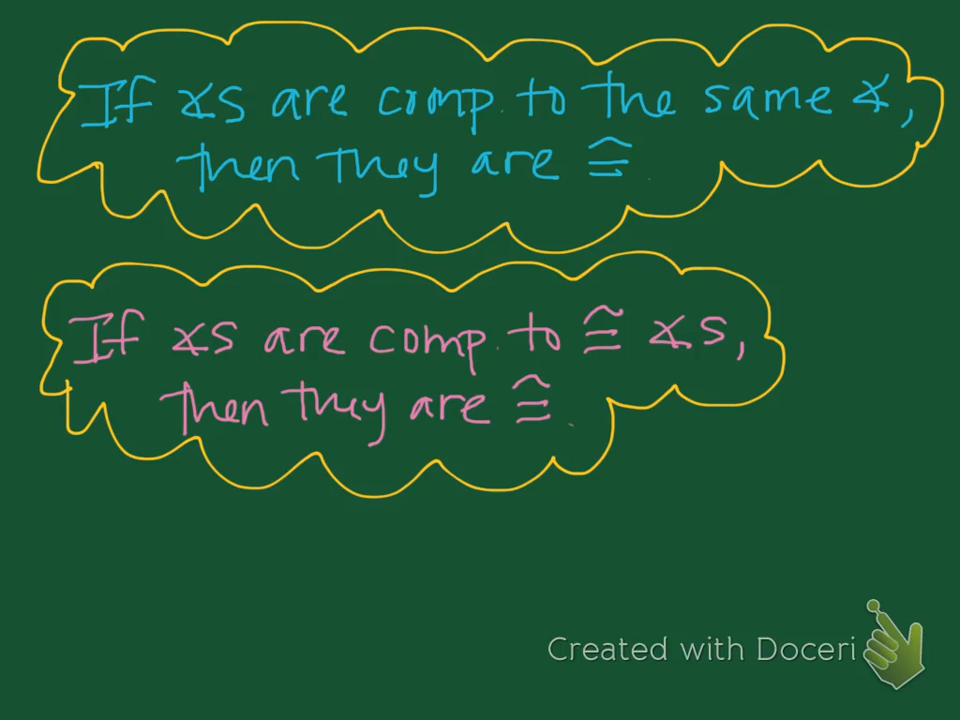 If ∡s are comp. to the same ∡,
then they are ≅.
If ∡s are comp. to ≅ ∡s,
then they are ≅.
Created with Doceri